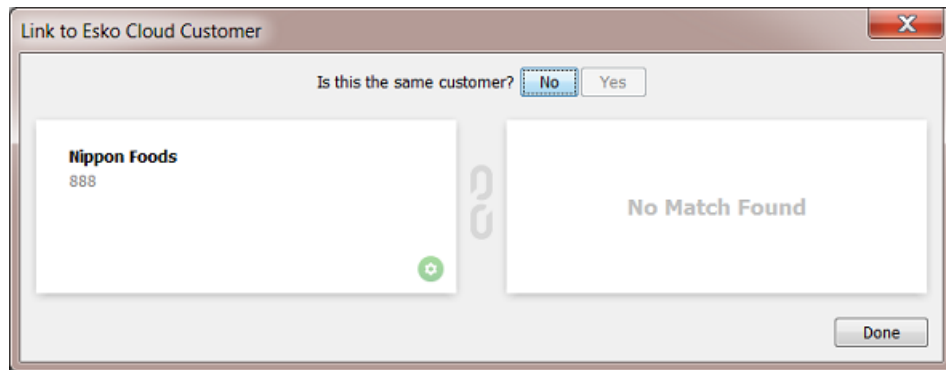 Link to Esko Cloud Customer
Is this the same customer? No Yes
Nippon Foods
888
No Match Found
Done